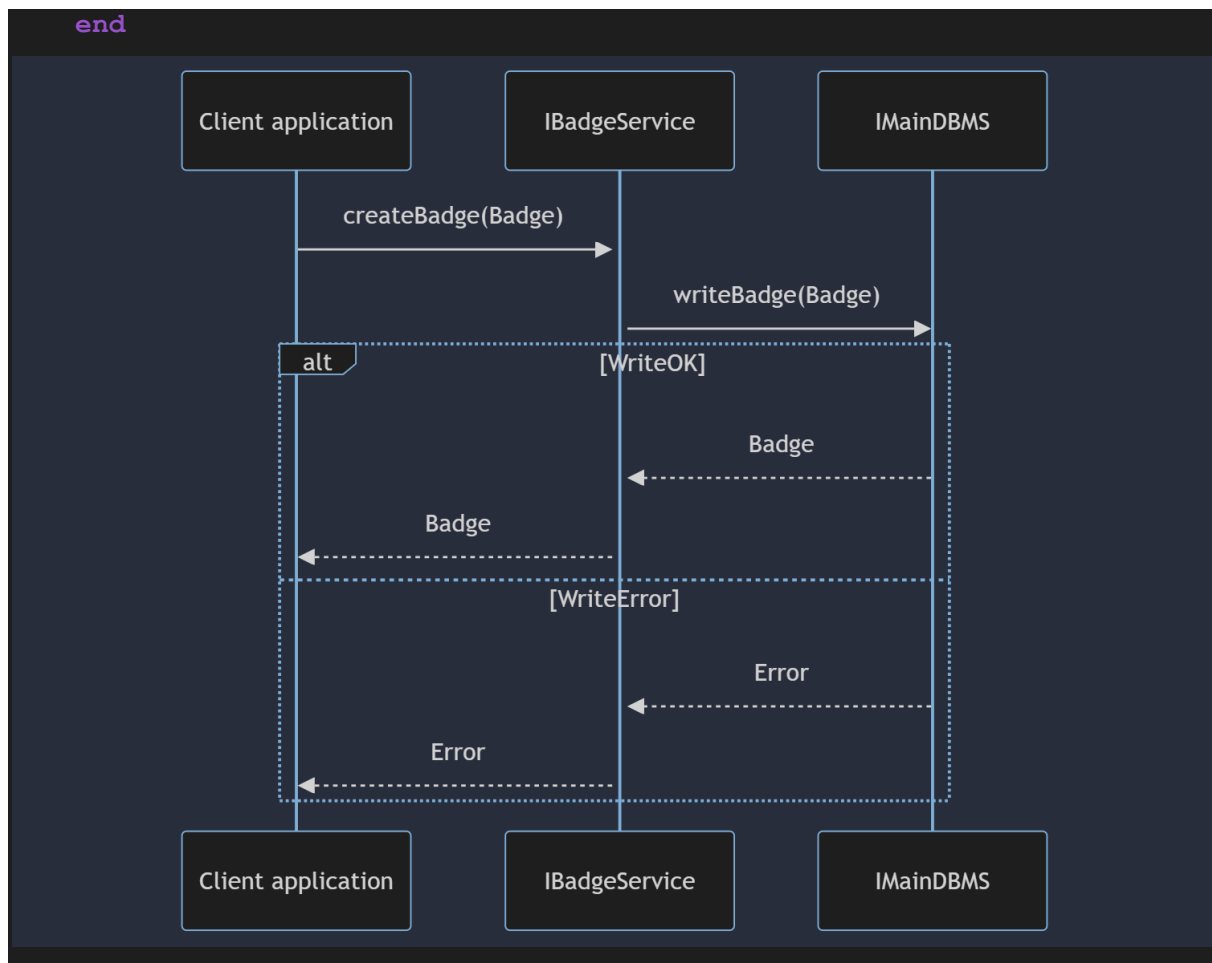 end
Client application IBadgeService IMainDBMS
createBadge(Badge)
writeBadge(Badge)
alt [WriteOK]
Badge
Badge
[WriteError]
Error
Error
Client application IBadgeService IMainDBMS